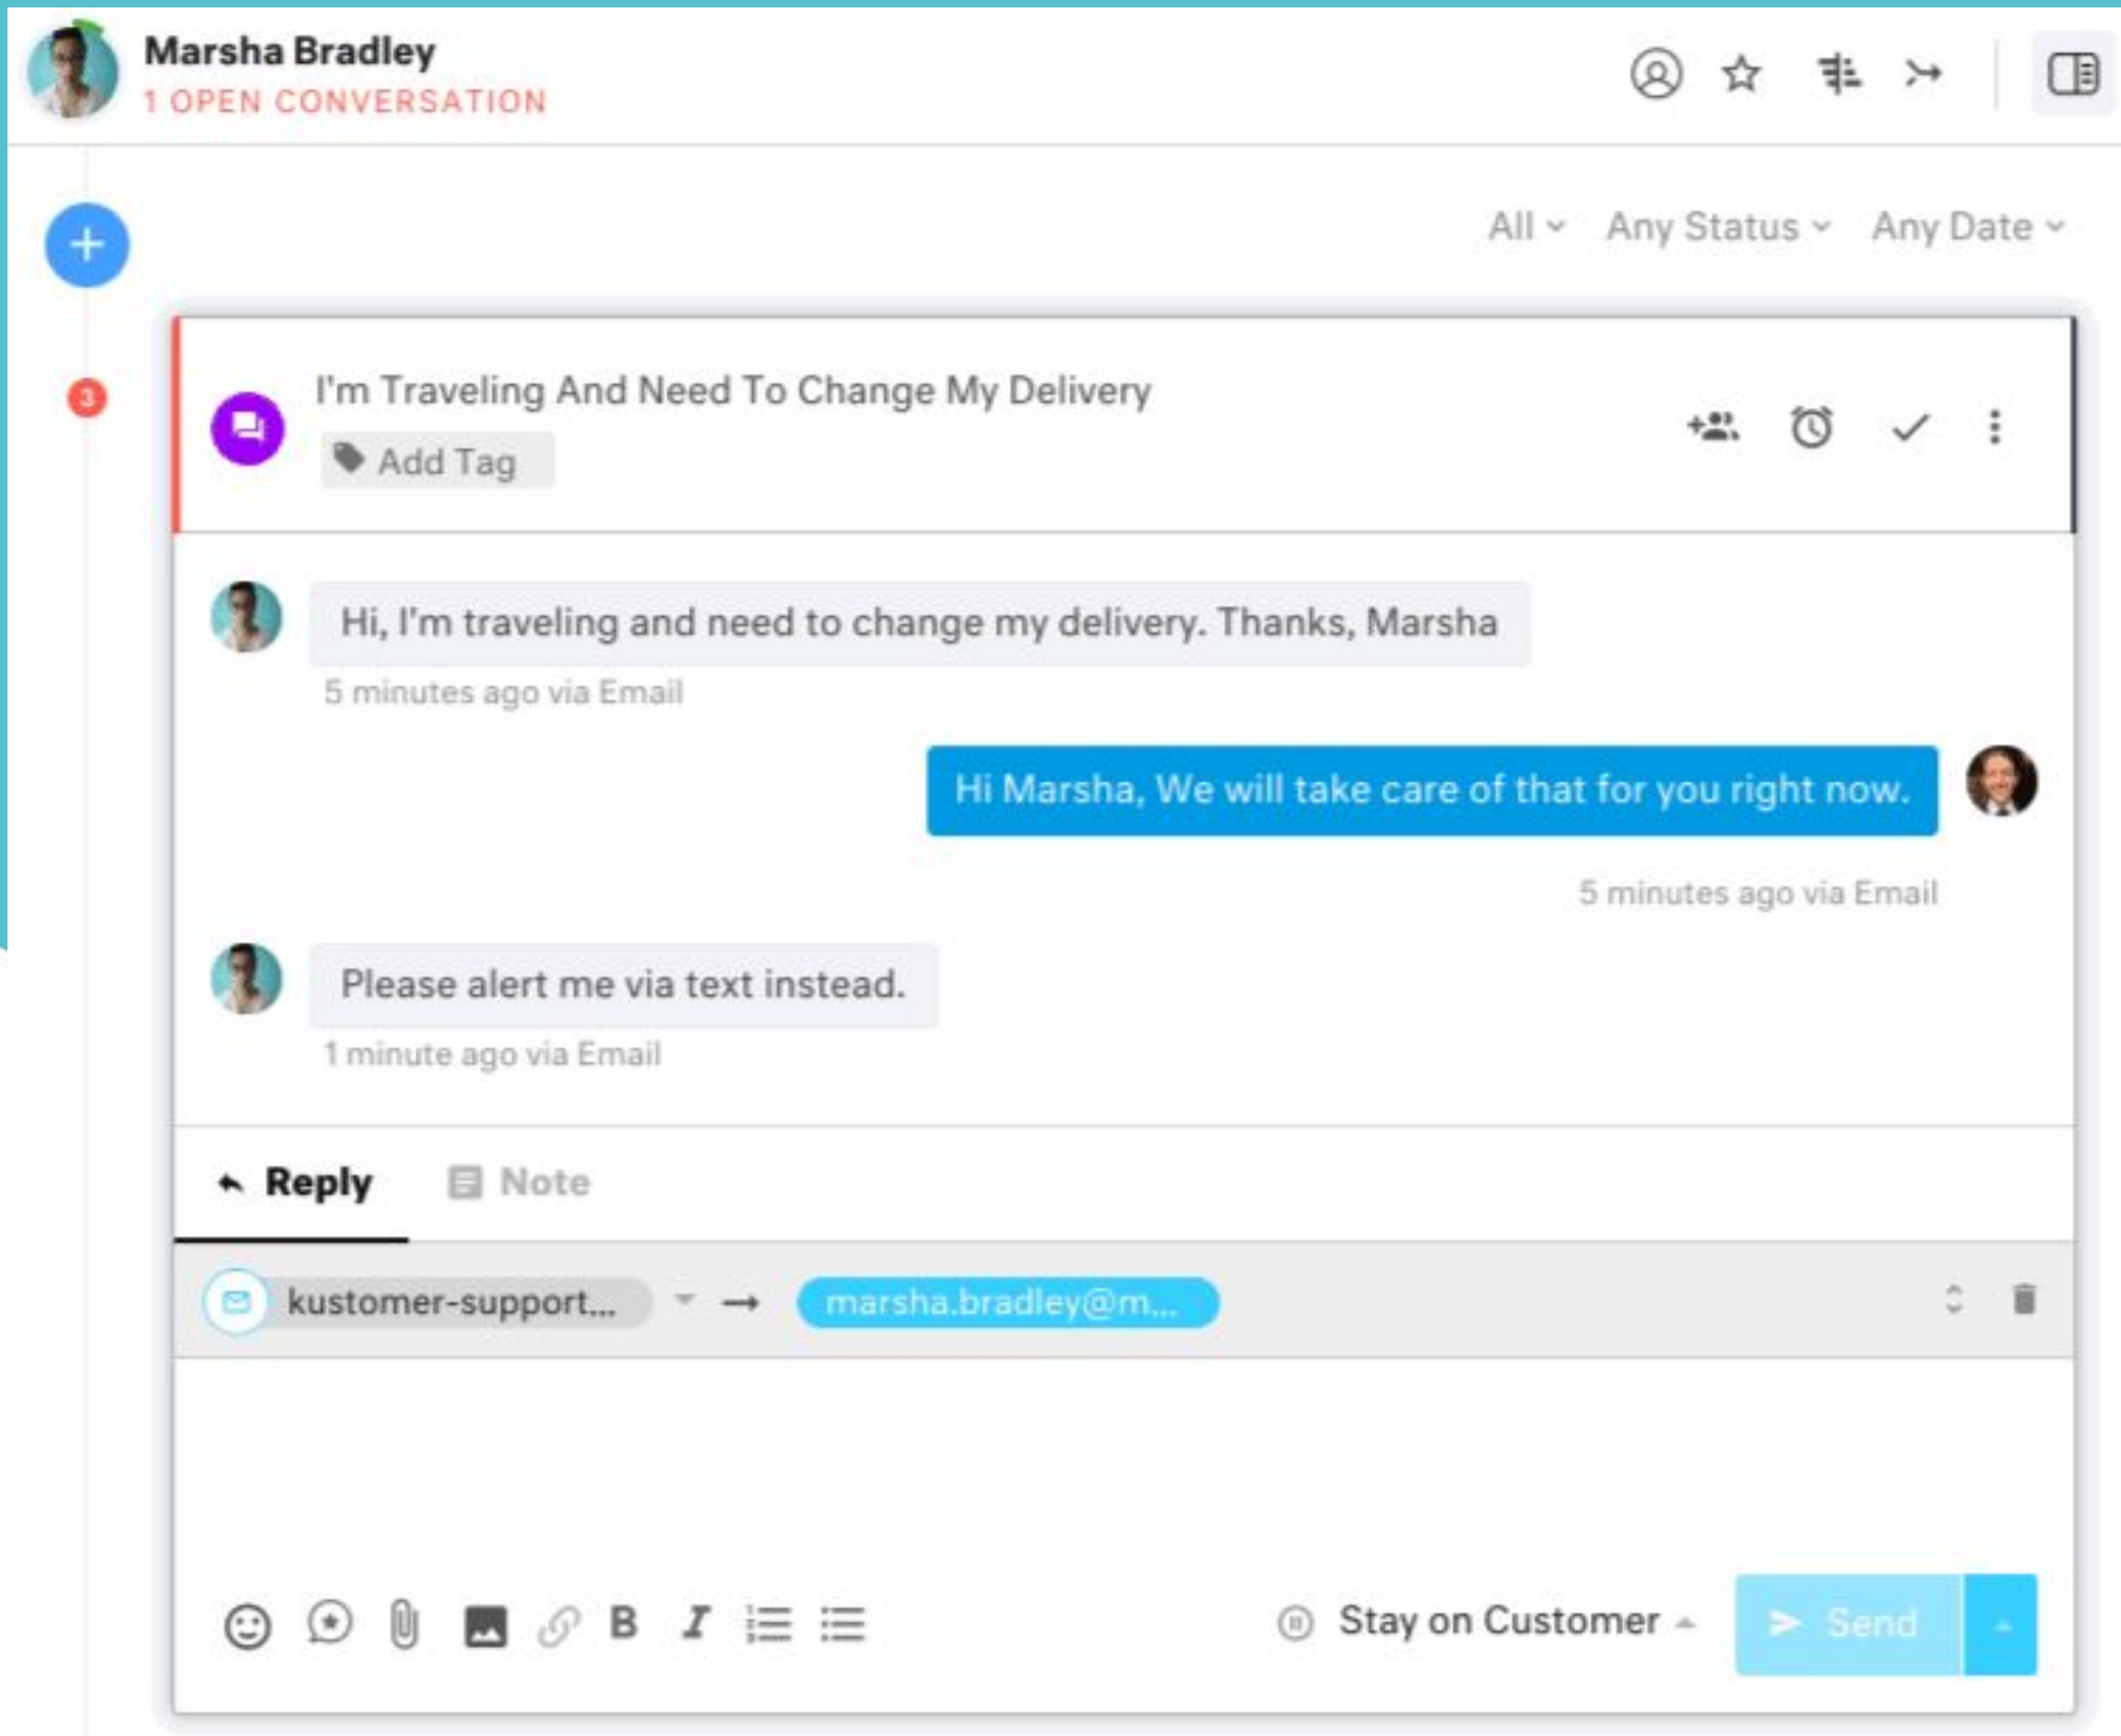 Marsha Bradley
1 OPEN CONVERSATION
All Any Status Any Date
3
I'm Traveling And Need To Change My Delivery
Add Tag
Hi, I'm traveling and need to change my delivery. Thanks, Marsha
5 minutes ago via Email
Hi Marsha, We will take care of that for you right now.
5 minutes ago via Email
Please alert me via text instead.
1 minute ago via Email
Reply Note
kustomer-support... → marsha.bradley@m...
B I Stay on Customer Send